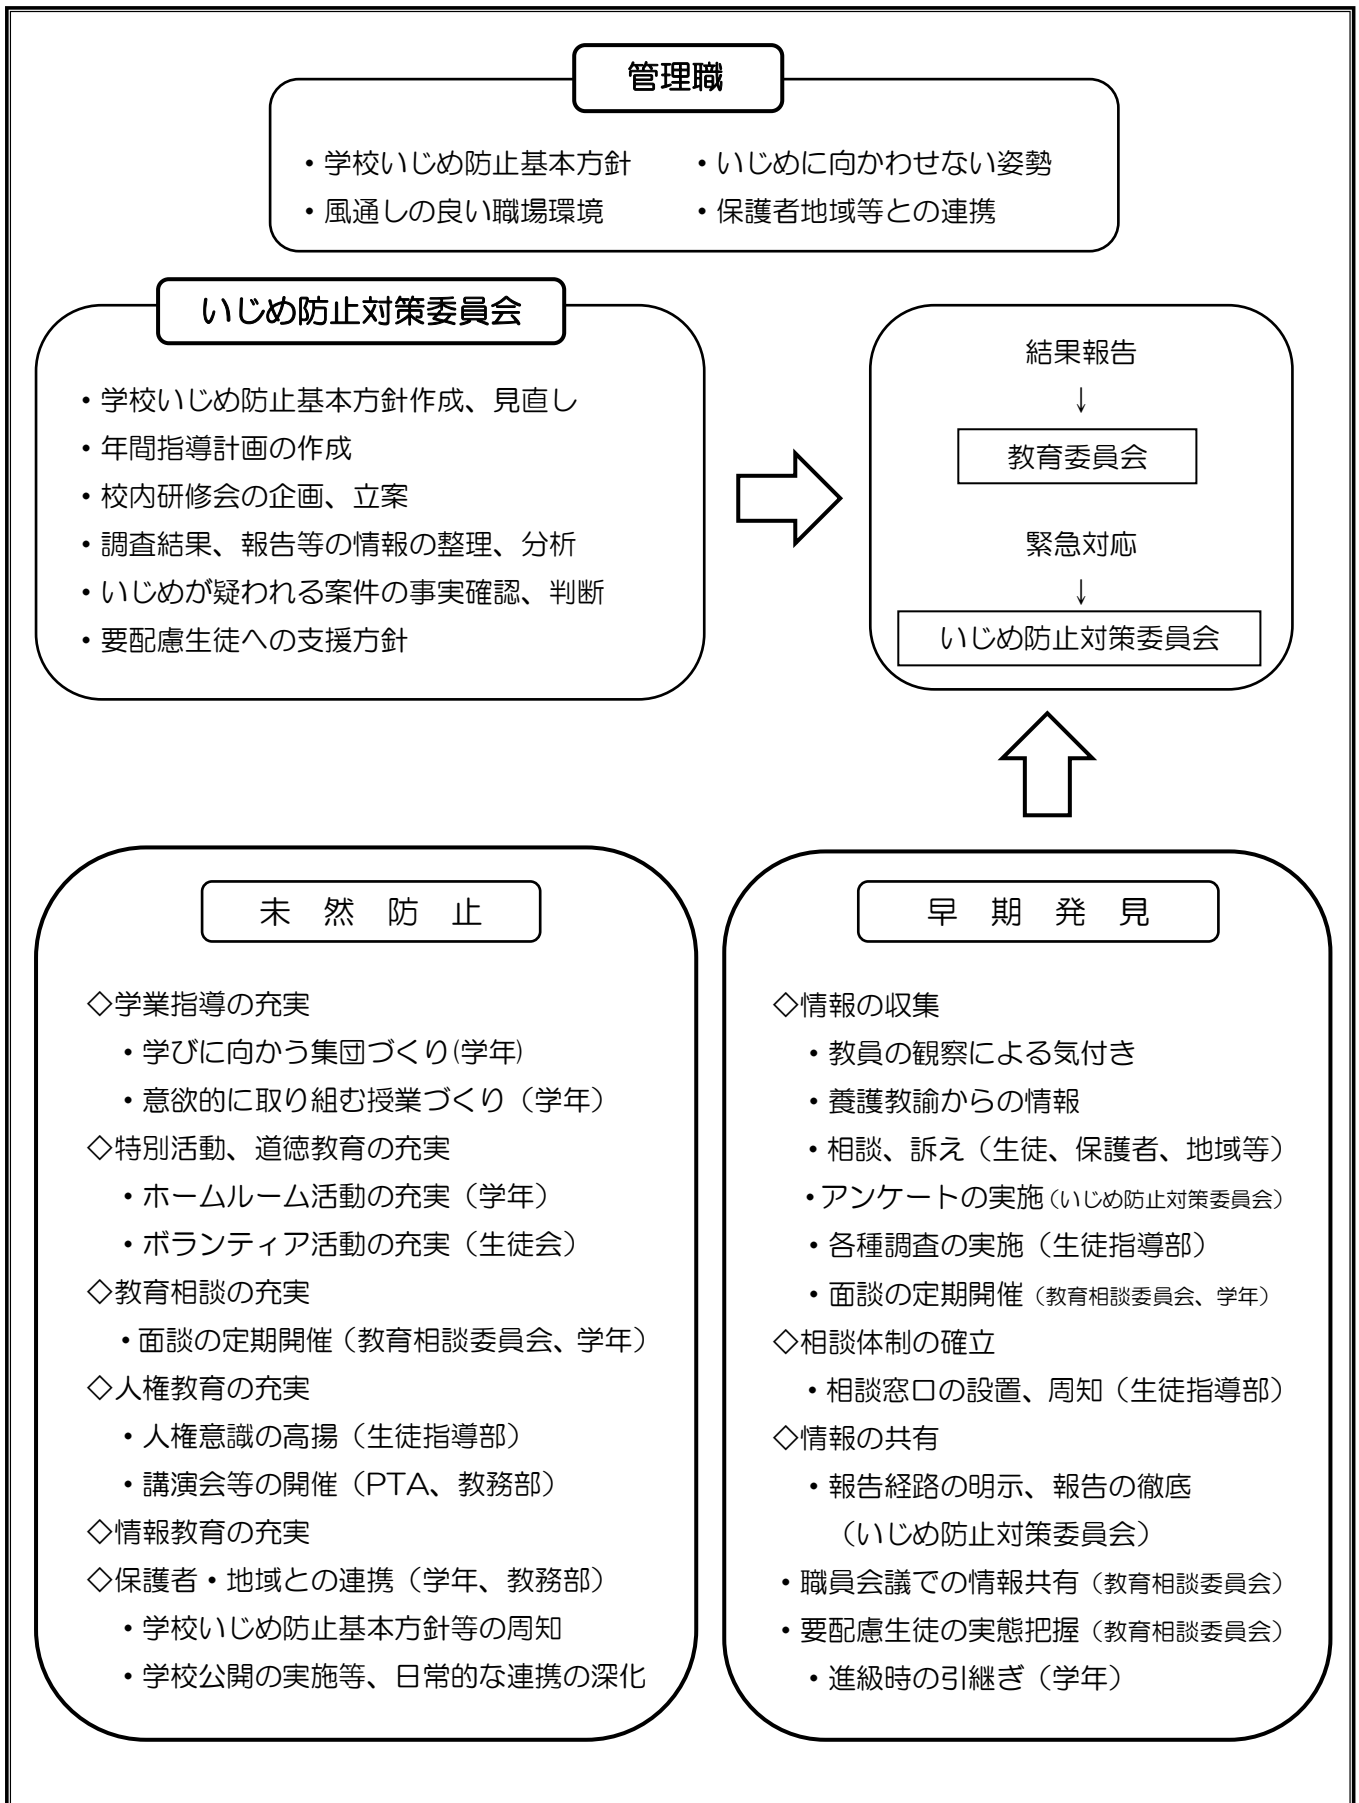 管理職
・学校いじめ防止基本方針　・いじめに向かわせない姿勢
・風通しの良い職場環境　・保護者地域等との連携
いじめ防止対策委員会
・学校いじめ防止基本方針作成、見直し
・年間指導計画の作成
・校内研修会の企画、立案
・調査結果、報告等の情報の整理、分析
・いじめが疑われる案件の事実確認、判断
・要配慮生徒への支援方針
結果報告
↓
教育委員会
緊急対応
↓
いじめ防止対策委員会
未　然　防　止
◇学業指導の充実
・学びに向かう集団づくり(学年)
・意欲的に取り組む授業づくり（学年）
◇特別活動、道徳教育の充実
・ホームルーム活動の充実（学年）
・ボランティア活動の充実（生徒会）
◇教育相談の充実
・面談の定期開催（教育相談委員会、学年）
◇人権教育の充実
・人権意識の高揚（生徒指導部）
・講演会等の開催（PTA、教務部）
◇情報教育の充実
◇保護者・地域との連携（学年、教務部）
・学校いじめ防止基本方針等の周知
・学校公開の実施等、日常的な連携の深化
早　期　発　見
◇情報の収集
・教員の観察による気付き
・養護教諭からの情報
・相談、訴え（生徒、保護者、地域等）
・アンケートの実施（いじめ防止対策委員会）
・各種調査の実施（生徒指導部）
・面談の定期開催（教育相談委員会、学年）
◇相談体制の確立
・相談窓口の設置、周知（生徒指導部）
◇情報の共有
・報告経路の明示、報告の徹底
（いじめ防止対策委員会）
・職員会議での情報共有（教育相談委員会）
・要配慮生徒の実態把握（教育相談委員会）
・進級時の引継ぎ（学年）